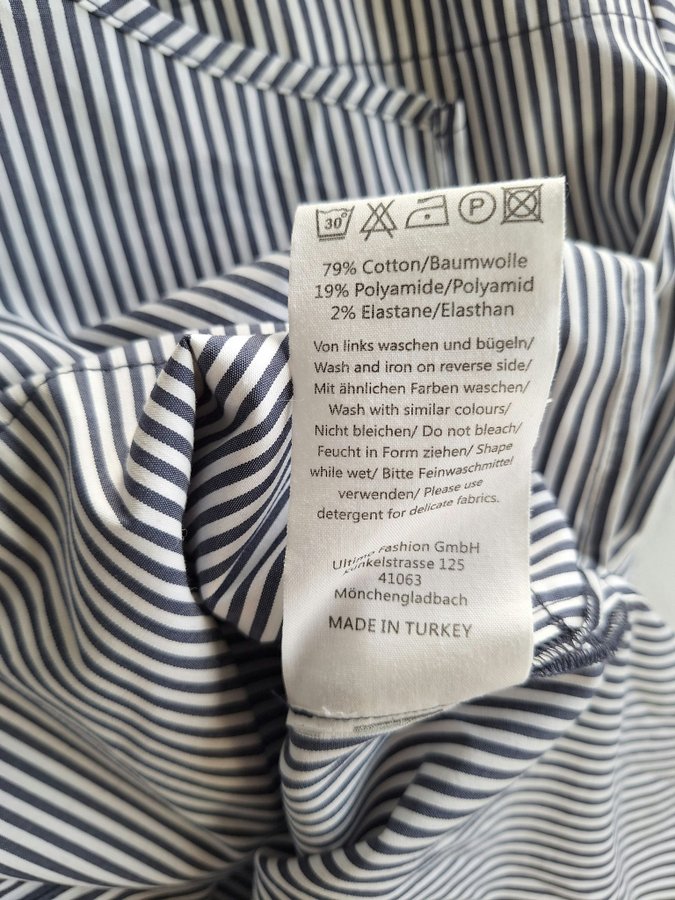 30° P
79% Cotton/Baumwolle
19% Polyamide/Polyamid
2% Elastane/Elasthan
Von links waschen und bügeln/
Wash and iron on reverse side/
Mit ähnlichen Farben waschen/
Wash with similar colours/
Nicht bleichen/ Do not bleach/
Feucht in Form ziehen/ Shape
while wet/ Bitte Feinwaschmittel
verwenden/ Please use
detergent for delicate fabrics.
Fashion GmbH
125
41063
Mönchengladbach
MADE IN TURKEY